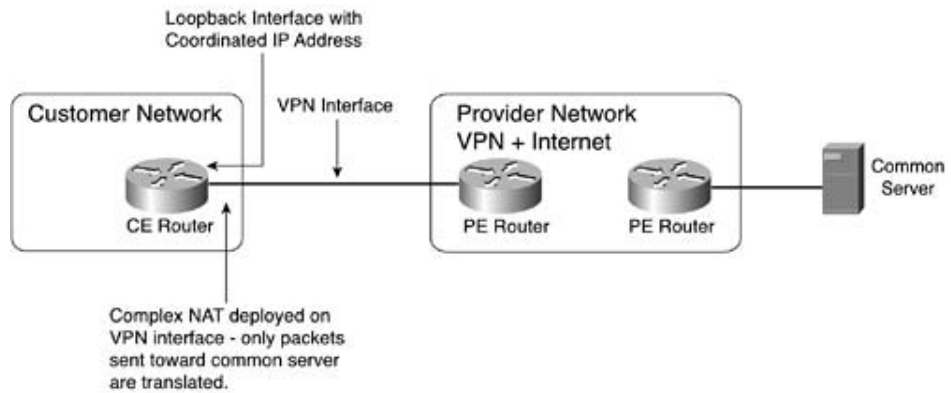 Loopback Interface with
Coordinated IP Address
Customer Network
VPN Interface
Provider Network
VPN + Internet
Common
Server
CE Router
PE Router
PE Router
Complex NAT deployed on
VPN interface - only packets
sent toward common server
are translated.